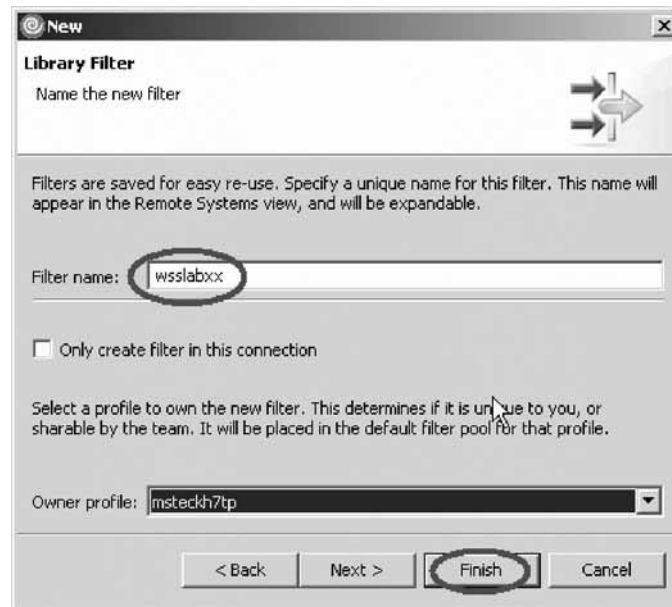 New
Library Filter
Name the new filter
Filters are saved for easy re-use. Specify a unique name for this filter. This name will
appear in the Remote Systems view, and will be expandable.
Filter name: wsslabxx
Only create filter in this connection
Select a profile to own the new filter. This determines if it is unique to you, or
sharable by the team. It will be placed in the default filter pool for that profile.
Owner profile: msteckh7tp
< Back Next > Finish Cancel